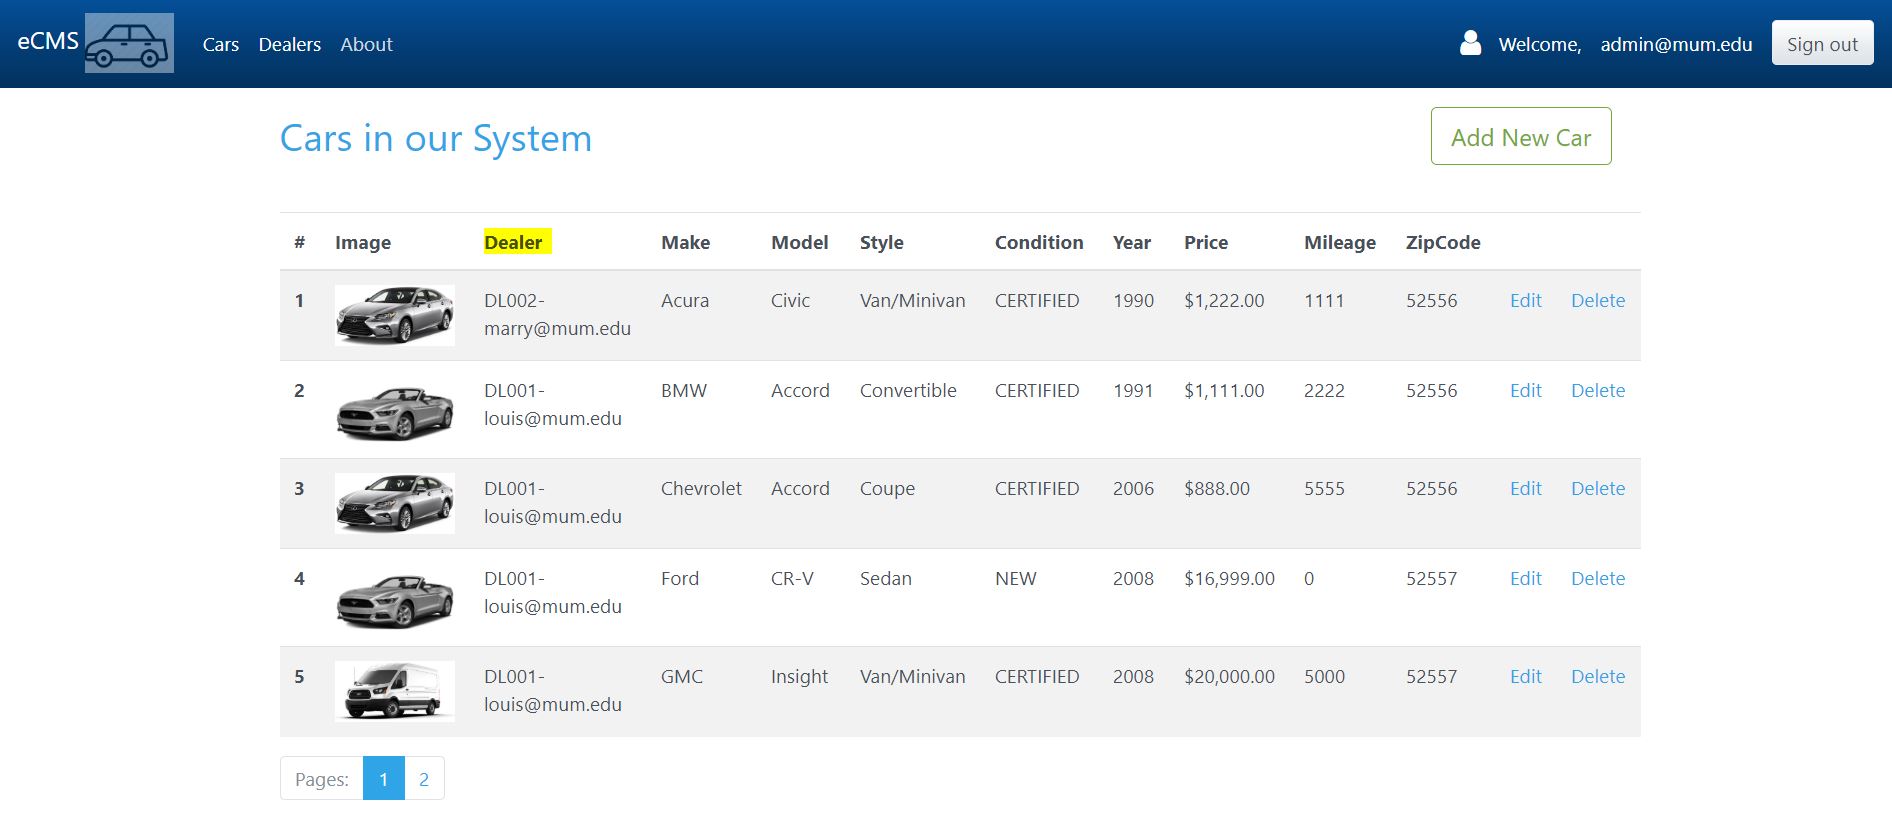 eCMS Cars Dealers About Welcome, admin@mum.edu Sign out
Cars in our System Add New Car
# Image Dealer Make Model Style Condition Year Price Mileage ZipCode
1 DL002- Acura Civic Van/Minivan CERTIFIED 1990 $1,222.00 1111 52556 Edit Delete
marry@mum.edu
2 DL001- BMW Accord Convertible CERTIFIED 1991 $1,111.00 2222 52556 Edit Delete
louis@mum.edu
3 DL001- Chevrolet Accord Coupe CERTIFIED 2006 $888.00 5555 52556 Edit Delete
louis@mum.edu
4 DL001- Ford CR-V Sedan NEW 2008 $16,999.00 0 52557 Edit Delete
louis@mum.edu
5 DL001- GMC Insight Van/Minivan CERTIFIED 2008 $20,000.00 5000 52557 Edit Delete
louis@mum.edu
Pages: 1 2